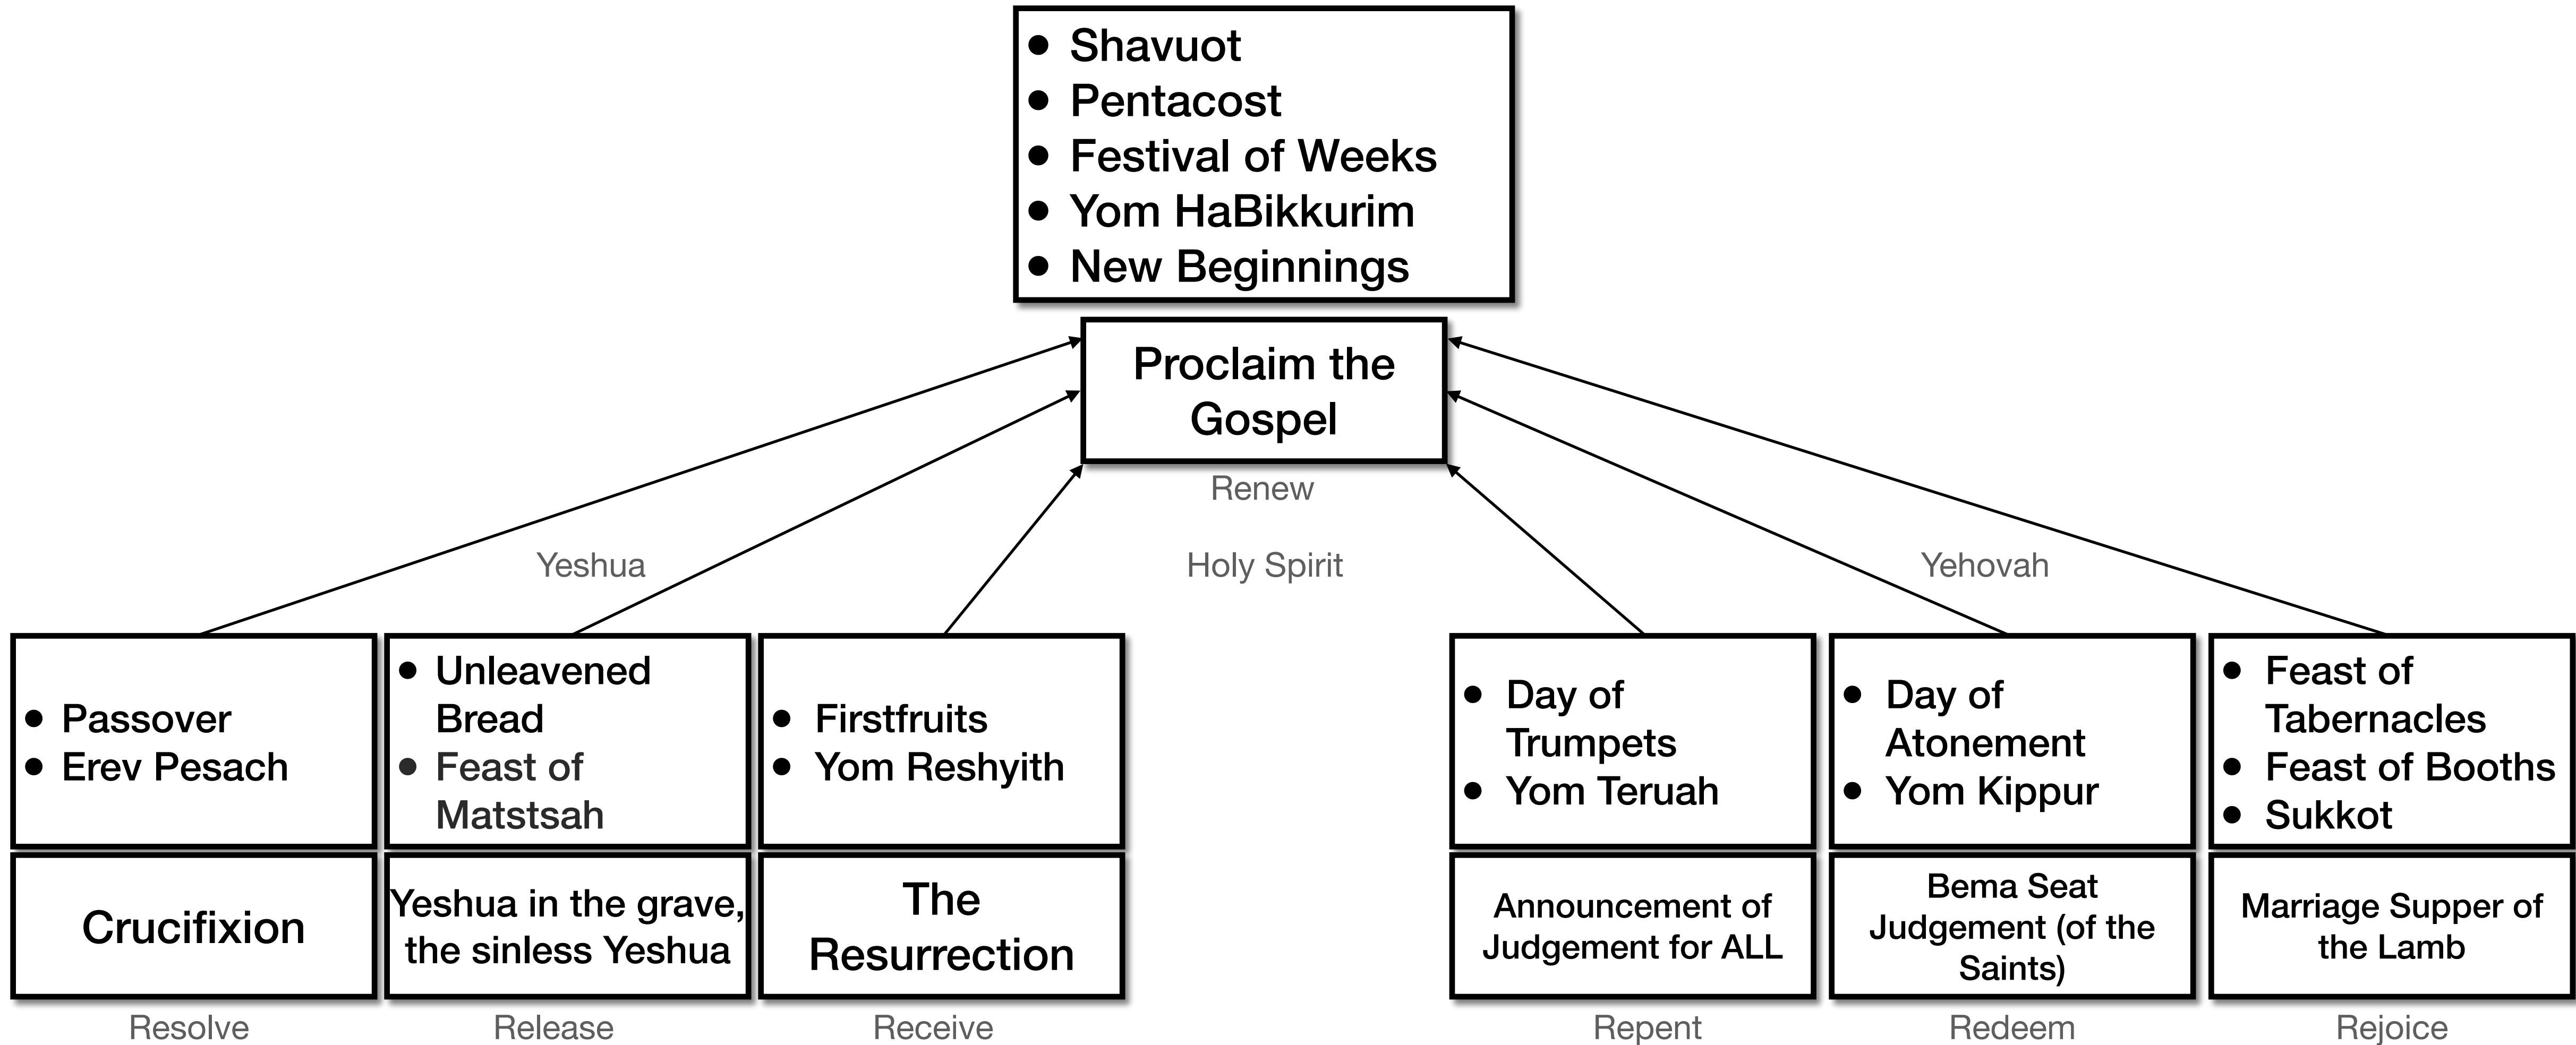 ● Shavuot
● Pentacost
● Festival of Weeks
● Yom HaBikkurim
● New Beginnings
Proclaim the
Gospel
Renew
Yeshua
Holy Spirit
Yehovah
● Passover
● Erev Pesach
● Unleavened
Bread
● Feast of
Matstsah
● Firstfruits
● Yom Reshyith
● Day of
Trumpets
● Yom Teruah
● Day of
Atonement
● Yom Kippur
● Feast of
Tabernacles
● Feast of Booths
● Sukkot
Crucifixion
Yeshua in the grave,
the sinless Yeshua
The
Resurrection
Announcement of
Judgement for ALL
Bema Seat
Judgement (of the
Saints)
Marriage Supper of
the Lamb
Resolve
Release
Receive
Repent
Redeem
Rejoice